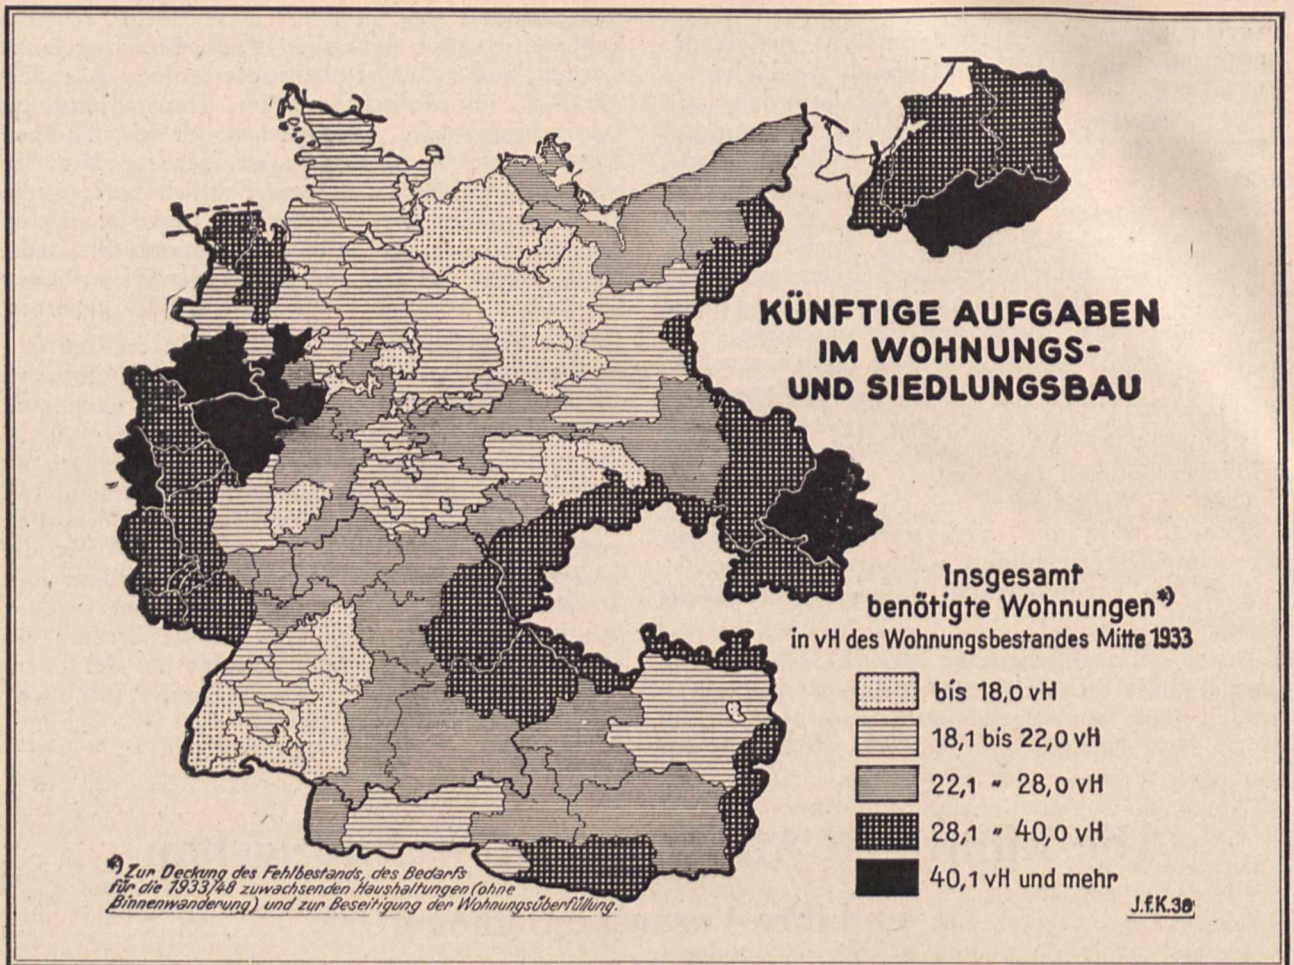 KÜNFTIGE AUFGABEN
IM WOHNUNGS-
UND SIEDLUNGSBAU
Insgesamt
benötigte Wohnungen*)
in vH des Wohnungsbestandes Mitte 1933
bis 18,0 vH
18,1 bis 22,0 vH
22,1 " 28,0 vH
28,1 " 40,0 vH
40,1 vH und mehr
*) Zur Deckung des Fehlbestands, des Bedarfs
für die 1933/48 zuwachsenden Haushaltungen (ohne
Binnenwanderung) und zur Beseitigung der Wohnungsüberfüllung.
J.f.K.38